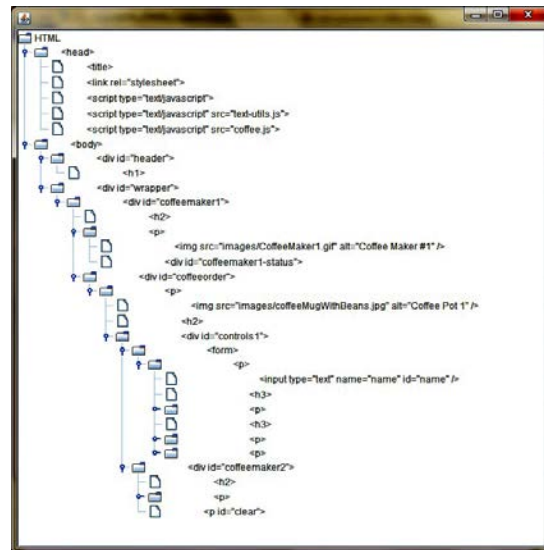 HTML
<head>
<title>
<link rel="stylesheet">
<script type="text/javascript">
<script type="text/javascript" src="text-utils.js">
<script type="text/javascript" src="coffee.js">
<body>
<div id="header">
<h1>
<div id="wrapper">
<div id="coffeemaker1">
<h2>
<p>
<img src="images/CoffeeMaker1.gif" alt="Coffee Maker #1" />
<div id="coffeemaker1-status">
<div id="coffeeorder">
<p>
<img src="images/coffeeMugWithBeans.jpg" alt="Coffee Pot 1" />
<h2>
<div id="controls1">
<form>
<p>
<input type="text" name="name" id="name" />
<h3>
<p>
<h3>
<p>
<p>
<div id="coffeemaker2">
<h2>
<p>
<p id="clear">